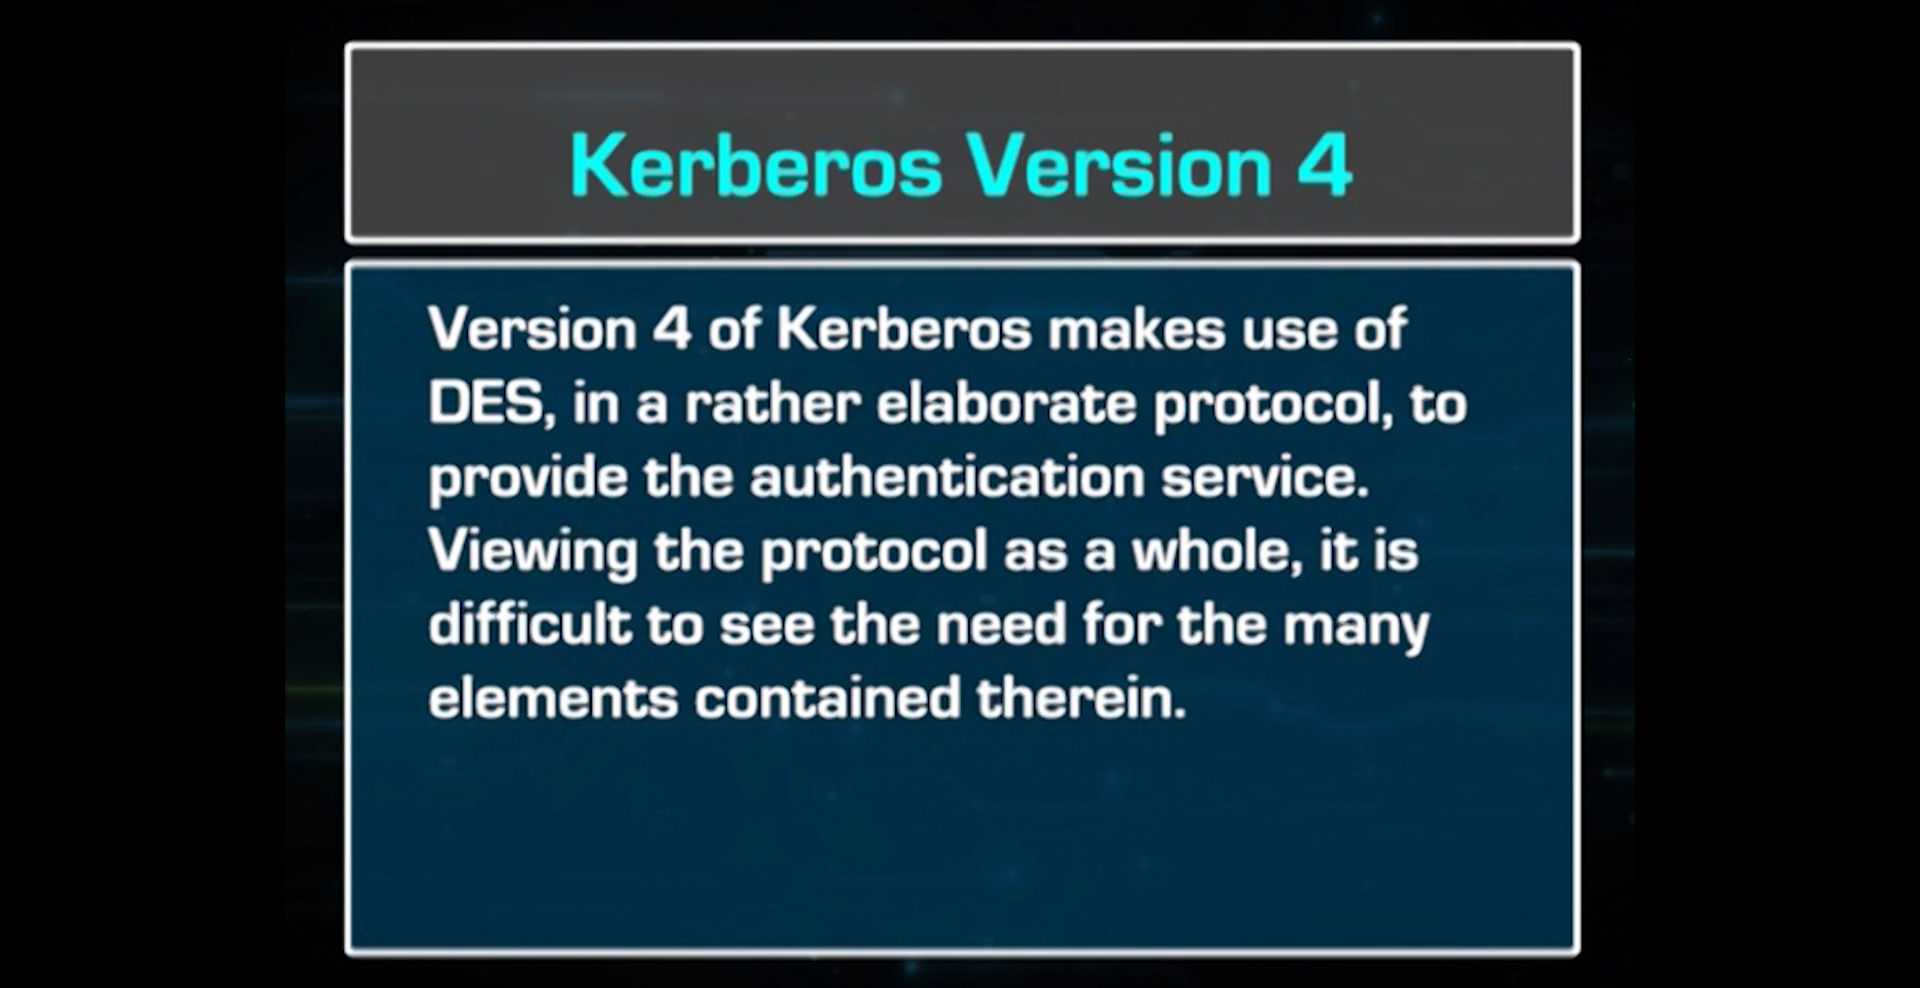 Kerberos Version 4
Version 4 of Kerberos makes use of
DES, in a rather elaborate protocol, to
provide the authentication service.
Viewing the protocol as a whole, it is
difficult to see the need for the many
elements contained therein.